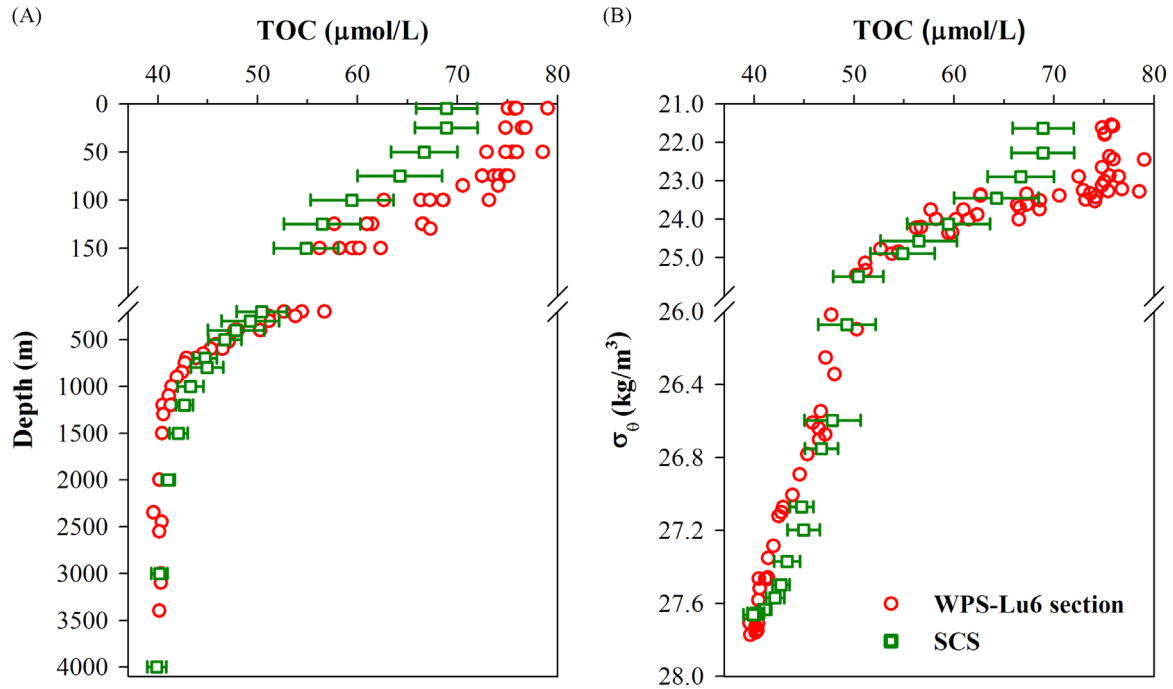 (A)
TOC (μmol/L)
40 50 60 70 80
0
50
100
150
500
1000
1500
2000
2500
3000
3500
4000
Depth (m)
(B)
TOC (μmol/L)
40 50 60 70 80
21.0
22.0
23.0
24.0
25.0
26.0
26.4
26.8
27.2
27.6
28.0
σθ (kg/m³)
WPS-Lu6 section
SCS